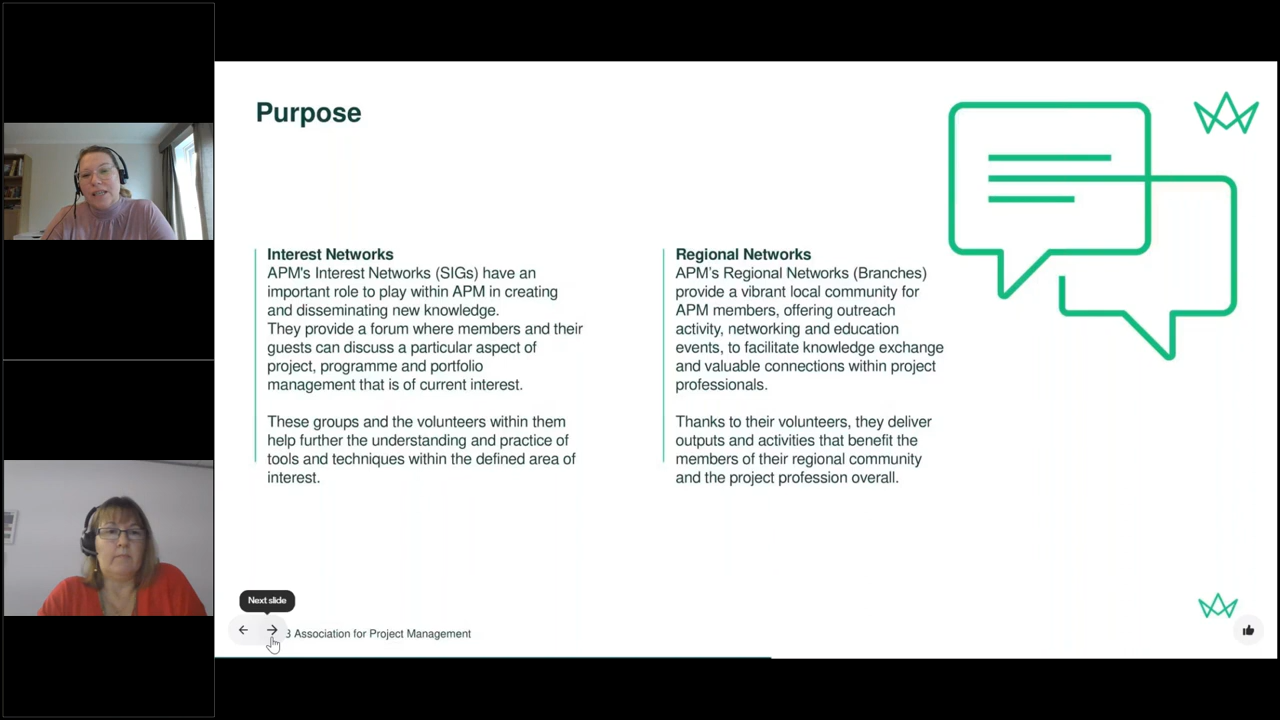 Purpose
Interest Networks
APM's Interest Networks (SIGs) have an
important role to play within APM in creating
and disseminating new knowledge.
They provide a forum where members and their
guests can discuss a particular aspect of
project, programme and portfolio
management that is of current interest.
These groups and the volunteers within them
help further the understanding and practice of
tools and techniques within the defined area of
interest.
Regional Networks
APM's Regional Networks (Branches)
provide a vibrant local community for
APM members, offering outreach
activity, networking and education
events, to facilitate knowledge exchange
and valuable connections within project
professionals.
Thanks to their volunteers, they deliver
outputs and activities that benefit the
members of their regional community
and the project profession overall.
Next slide
3 Association for Project Management